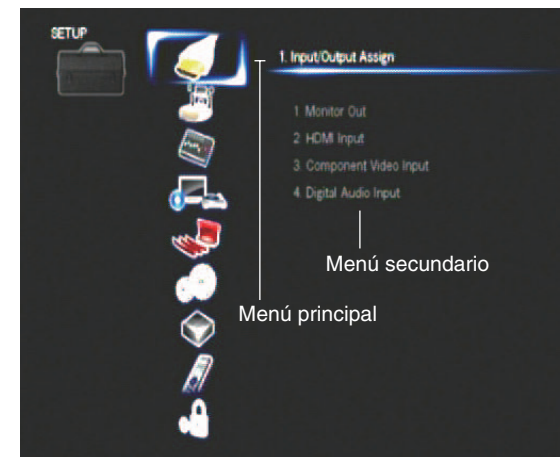 SETUP
1. Input/Output Assign
1 Monitor Out
2 HDMI Input
3 Component Video Input
4 Digital Audio Input
Menú secundario
Menú principal